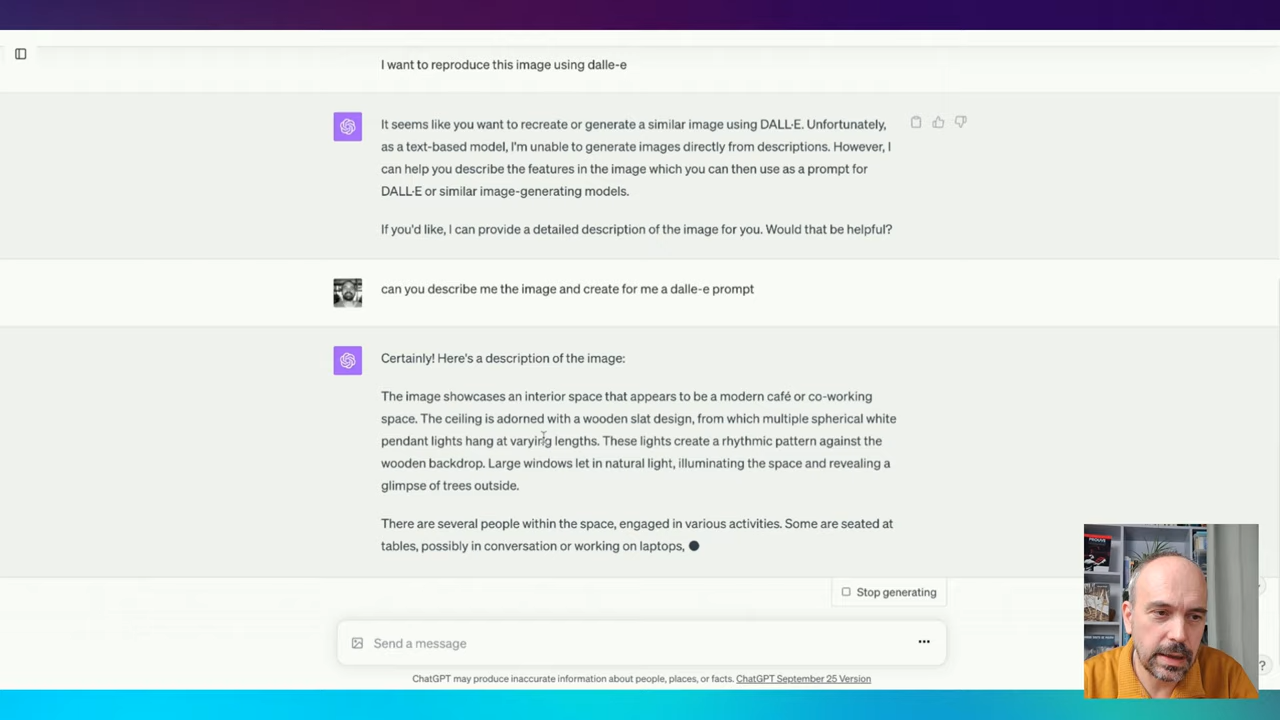 I want to reproduce this image using dalle-e
It seems like you want to recreate or generate a similar image using DALL·E. Unfortunately,
as a text-based model, I'm unable to generate images directly from descriptions. However, I
can help you describe the features in the image which you can then use as a prompt for
DALL·E or similar image-generating models.
If you'd like, I can provide a detailed description of the image for you. Would that be helpful?
can you describe me the image and create for me a dalle-e prompt
Certainly! Here's a description of the image:
The image showcases an interior space that appears to be a modern café or co-working
space. The ceiling is adorned with a wooden slat design, from which multiple spherical white
pendant lights hang at varying lengths. These lights create a rhythmic pattern against the
wooden backdrop. Large windows let in natural light, illuminating the space and revealing a
glimpse of trees outside.
There are several people within the space, engaged in various activities. Some are seated at
tables, possibly in conversation or working on laptops,
Stop generating
Send a message
ChatGPT may produce inaccurate information about people, places, or facts. ChatGPT September 25 Version
?